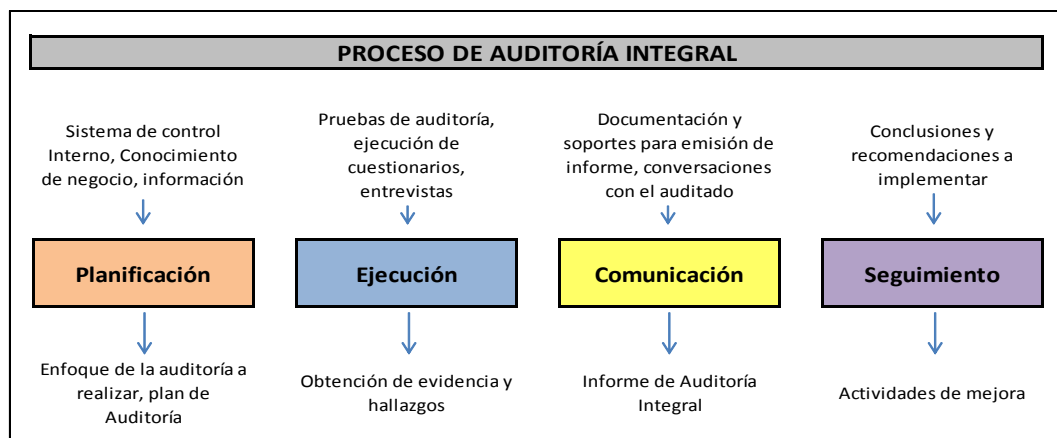 PROCESO DE AUDITORÍA INTEGRAL
Sistema de control
Interno, Conocimiento
de negocio, información
Pruebas de auditoría,
ejecución de
cuestionarios,
entrevistas
Documentación y
soportes para emisión de
informe, conversaciones
con el auditado
Conclusiones y
recomendaciones a
implementar
Planificación
Ejecución
Comunicación
Seguimiento
Enfoque de la auditoría a
realizar, plan de
Auditoría
Obtención de evidencia y
hallazgos
Informe de Auditoría
Integral
Actividades de mejora